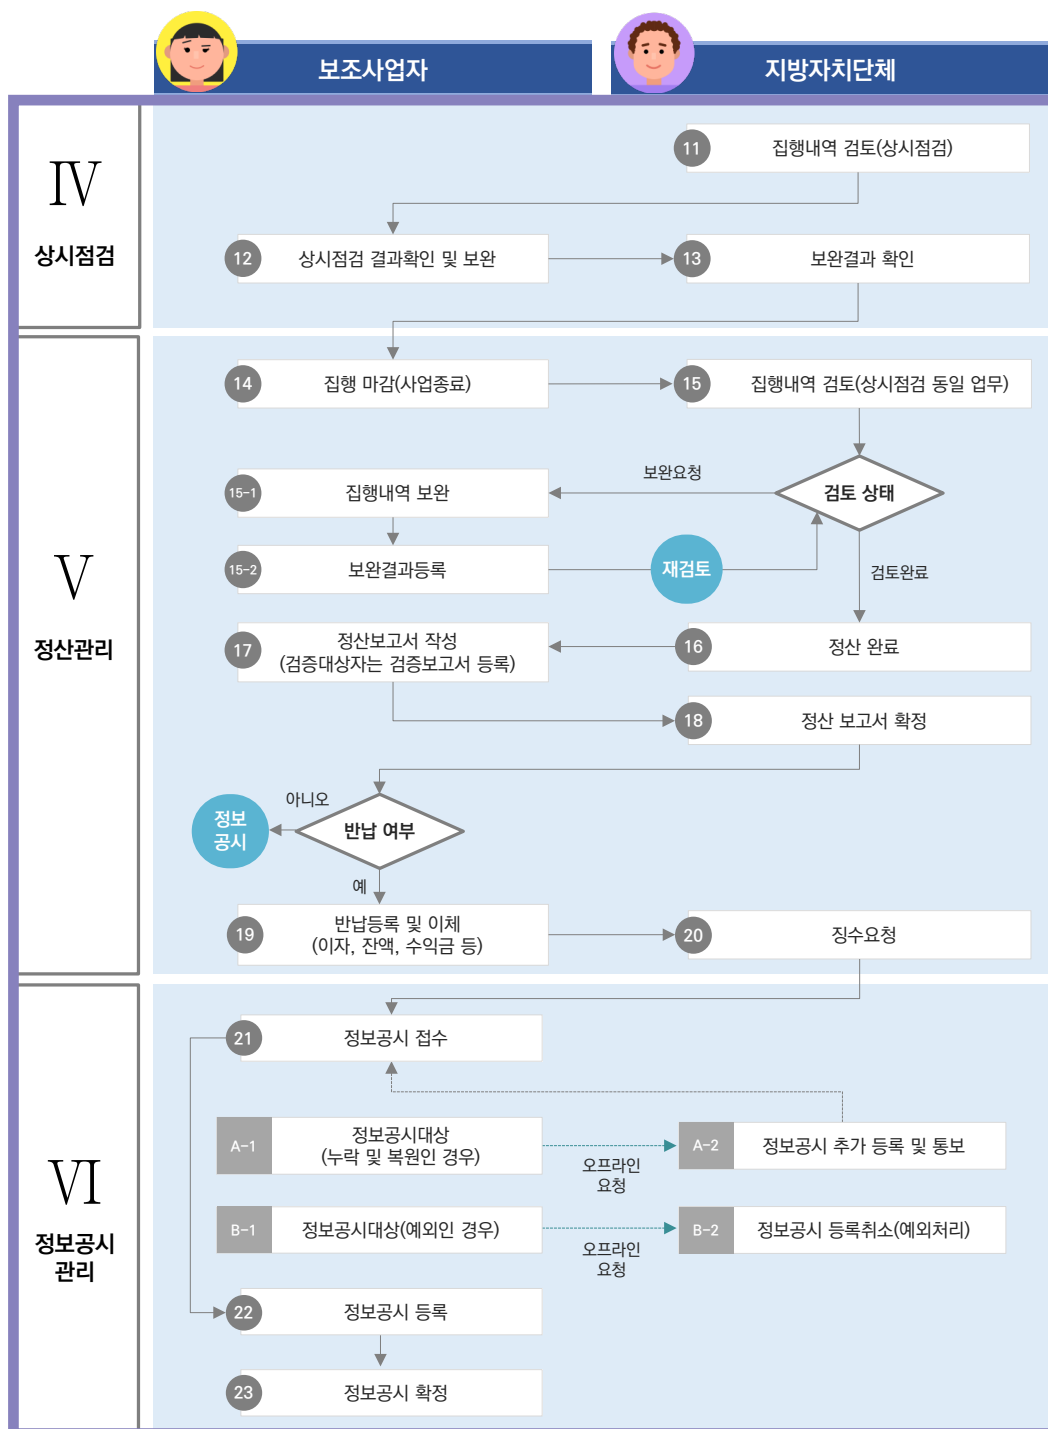 보조사업자
지방자치단체
Ⅳ
상시점검
11
집행내역 검토(상시점검)
12
상시점검 결과확인 및 보완
13
보완결과 확인
Ⅴ
정산관리
14
집행 마감(사업종료)
15
집행내역 검토(상시점검 동일 업무)
보완요청
검토 상태
15-1
집행내역 보완
15-2
보완결과등록
재검토
검토완료
17
정산보고서 작성
(검증대상자는 검증보고서 등록)
16
정산 완료
18
정산 보고서 확정
아니오
정보
공시
반납 여부
예
19
반납등록 및 이체
(이자, 잔액, 수익금 등)
20
징수요청
Ⅵ
정보공시
관리
21
정보공시 접수
A-1
정보공시대상
(누락 및 복원인 경우)
오프라인
요청
A-2
정보공시 추가 등록 및 통보
B-1
정보공시대상(예외인 경우)
오프라인
요청
B-2
정보공시 등록취소(예외처리)
22
정보공시 등록
23
정보공시 확정